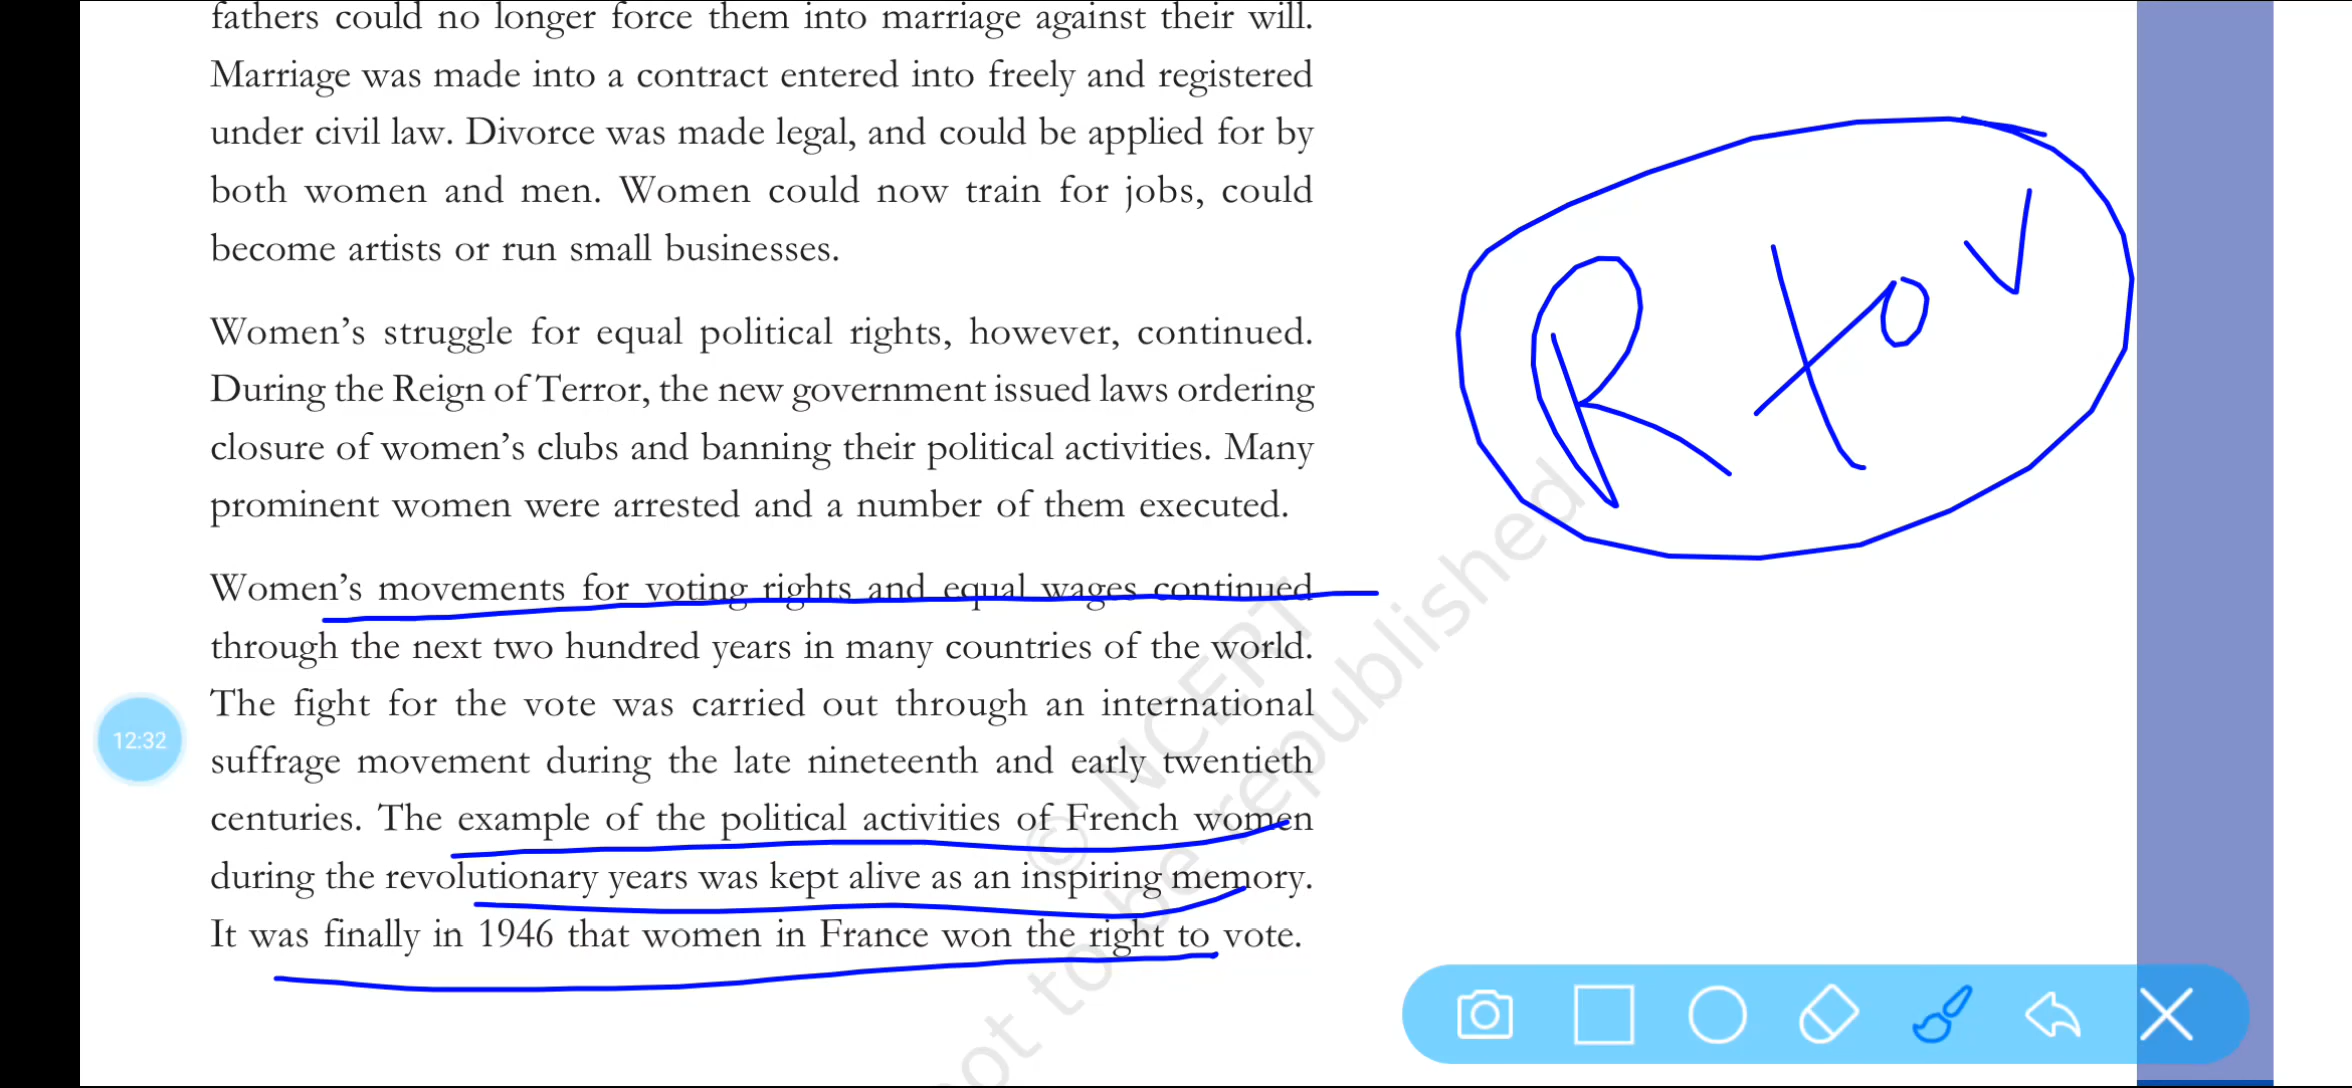 fathers could no longer force them into marriage against their will.
Marriage was made into a contract entered into freely and registered
under civil law. Divorce was made legal, and could be applied for by
both women and men. Women could now train for jobs, could
become artists or run small businesses.
Women's struggle for equal political rights, however, continued.
During the Reign of Terror, the new government issued laws ordering
closure of women's clubs and banning their political activities. Many
prominent women were arrested and a number of them executed.
Women's movements for voting rights and equal wages continued
through the next two hundred years in many countries of the world.
The fight for the vote was carried out through an international
suffrage movement during the late nineteenth and early twentieth
centuries. The example of the political activities of French women
during the revolutionary years was kept alive as an inspiring memory.
It was finally in 1946 that women in France won the right to vote.
R to v
12:32
© NCERT
not to be republished